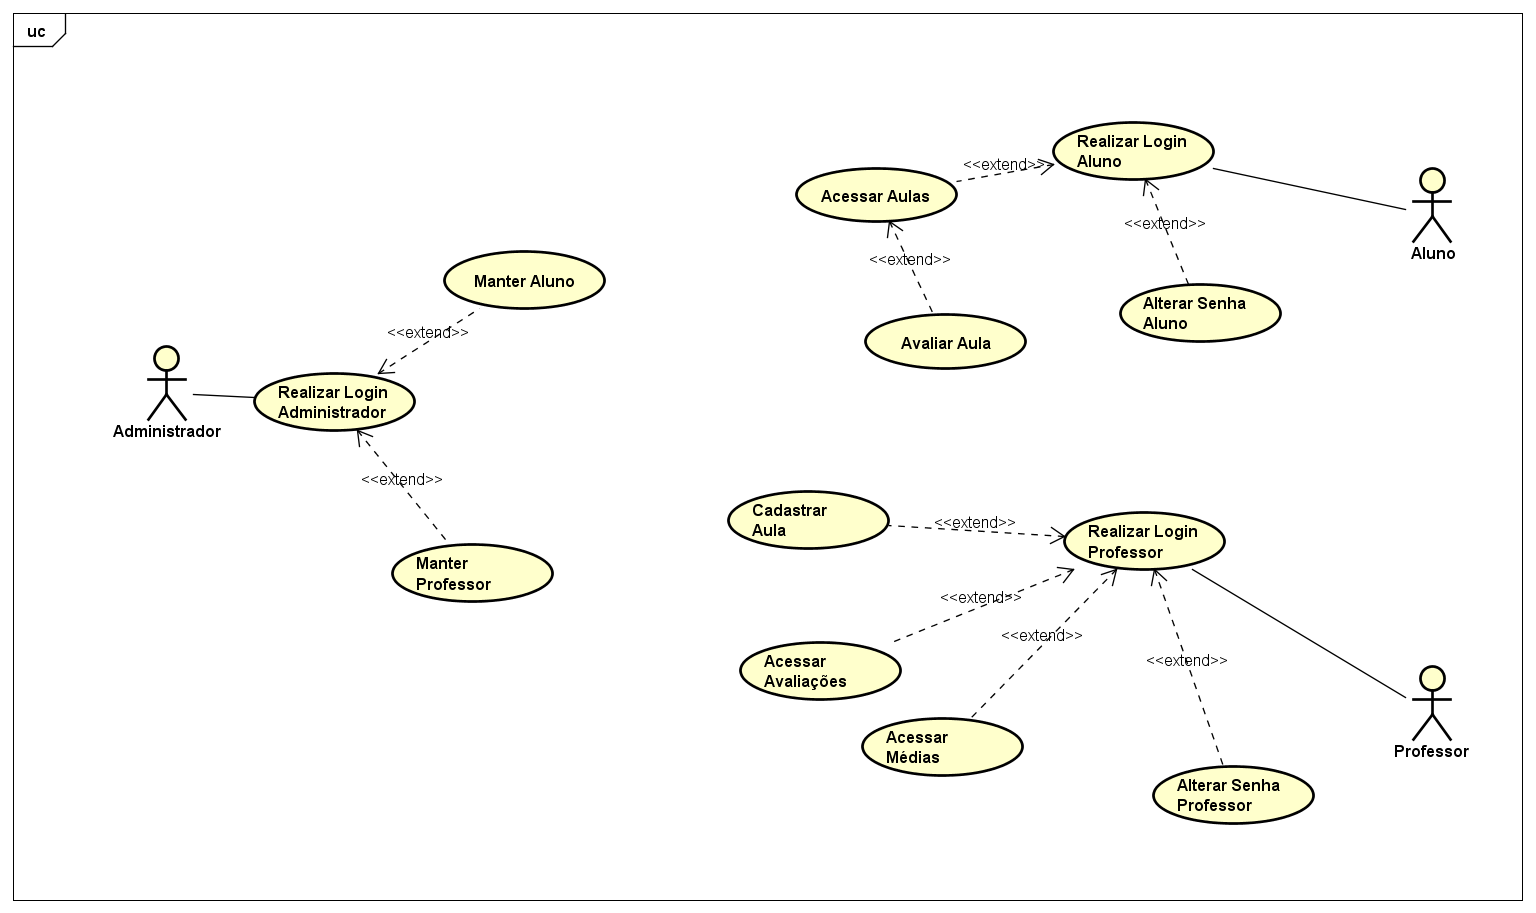 uc
Realizar Login
Aluno
<<extend>>
Acessar Aulas
<<extend>>
Aluno
<<extend>>
Manter Aluno
Alterar Senha
Aluno
<<extend>>
Avaliar Aula
Realizar Login
Administrador
Administrador
<<extend>>
Cadastrar
Aula
<<extend>>
Realizar Login
Professor
Manter
Professor
<<extend>>
<<extend>>
<<extend>>
Acessar
Avaliações
Acessar
Médias
Professor
Alterar Senha
Professor